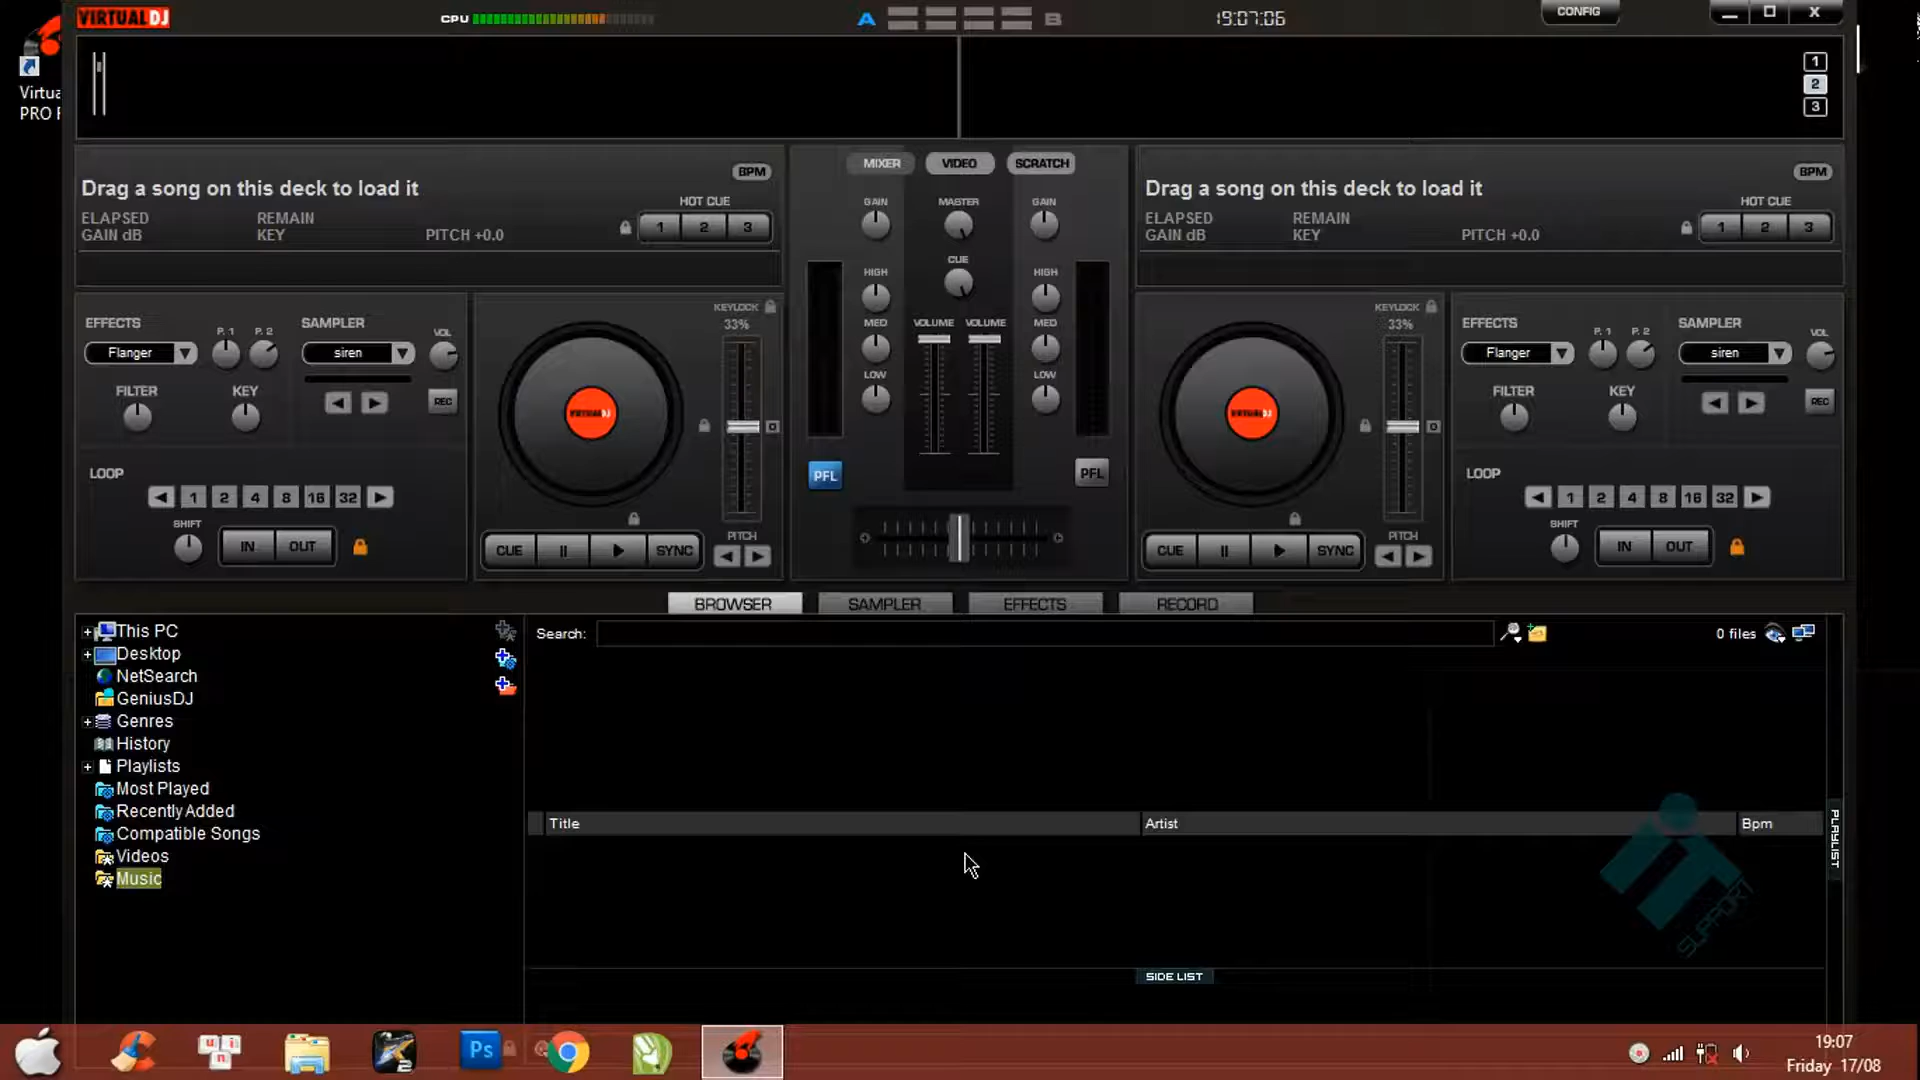 VIRTUAL DJ
CPU
A
B
19:07:06
CONFIG
X
Virtua
PRO F
1
2
3
Drag a song on this deck to load it
BPM
ELAPSED
REMAIN
HOT CUE
GAIN dB
KEY
PITCH +0.0
1
2
3
MIXER
VIDEO
SCRATCH
GAIN
MASTER
GAIN
CUE
HIGH
HIGH
MED
VOLUME
VOLUME
MED
LOW
LOW
PFL
PFL
Drag a song on this deck to load it
BPM
ELAPSED
REMAIN
HOT CUE
GAIN dB
KEY
PITCH +0.0
1
2
3
EFFECTS
P. 1
P. 2
SAMPLER
VOL
Flanger
siren
FILTER
KEY
REC
LOOP
1
2
4
8
16
32
SHIFT
IN
OUT
KEYLOCK
33%
VIRTUAL DJ
CUE
SYNC
PITCH
KEYLOCK
33%
VIRTUAL DJ
CUE
SYNC
PITCH
EFFECTS
P. 1
P. 2
SAMPLER
VOL
Flanger
siren
FILTER
KEY
REC
LOOP
1
2
4
8
16
32
SHIFT
IN
OUT
BROWSER
SAMPLER
EFFECTS
RECORD
This PC
Desktop
NetSearch
GeniusDJ
Genres
History
Playlists
Most Played
Recently Added
Compatible Songs
Videos
Music
Search:
0 files
Title
Artist
Bpm
PLAYLIST
SIDE LIST
SUPPORT
Ps
2
19:07
Friday 17/08